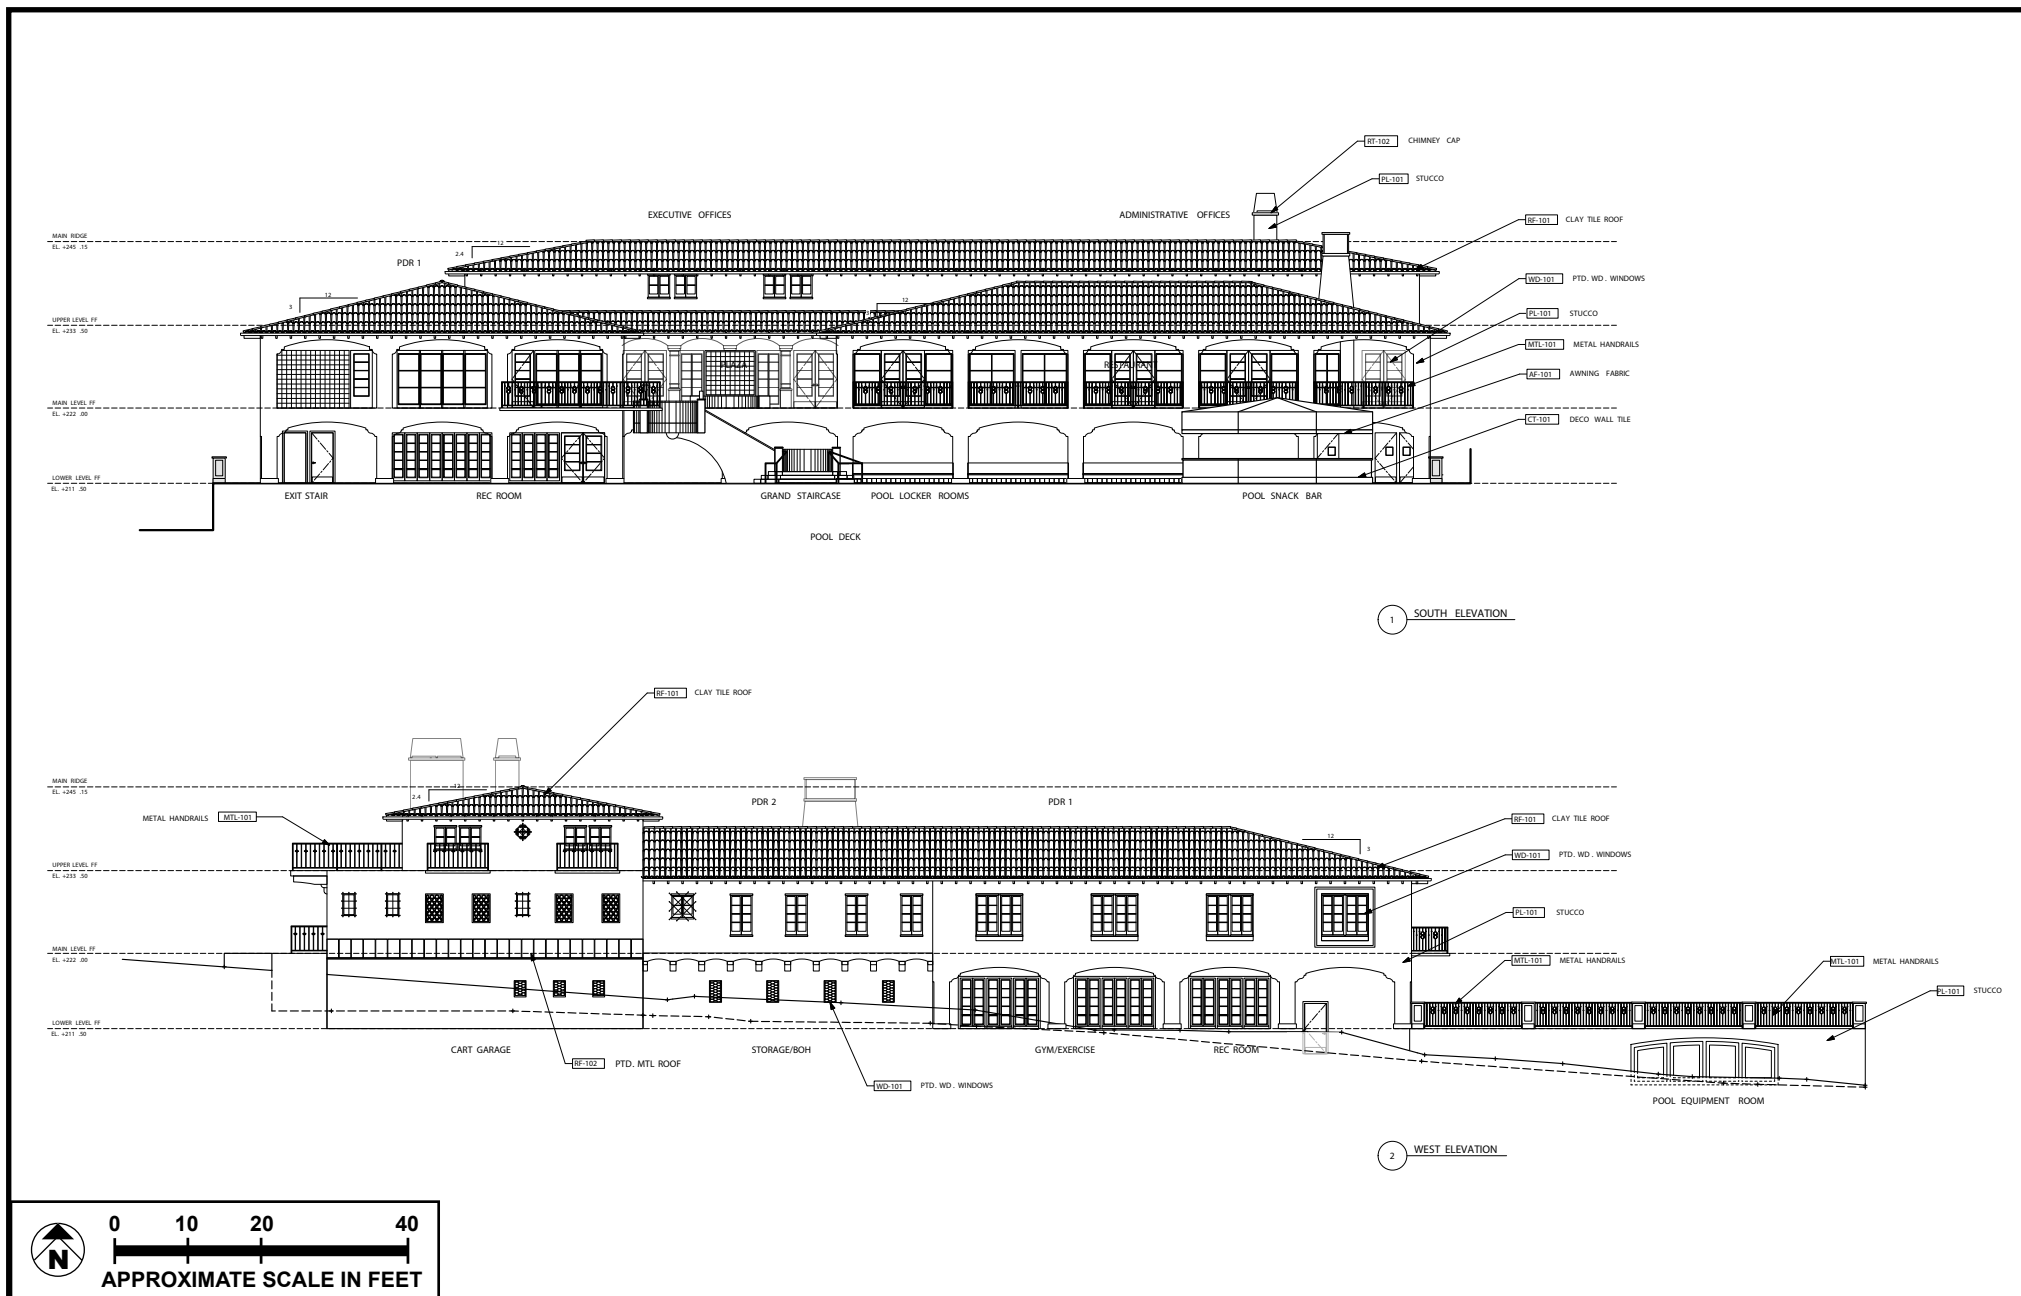 RT-102 CHIMNEY CAP
PL-101 STUCCO
EXECUTIVE OFFICES
ADMINISTRATIVE OFFICES
RF-101 CLAY TILE ROOF
MAIN RIDGE
EL. +245 .15
12
2.4
PDR 1
WD-101 PTD. WD . WINDOWS
12
3
12
PL-101 STUCCO
UPPER LEVEL FF
EL. +233 .50
MTL-101 METAL HANDRAILS
PLAZA
AF-101 AWNING FABRIC
MAIN LEVEL FF
EL. +222 .00
CT-101 DECO WALL TILE
LOWER LEVEL FF
EL. +211 .50
EXIT STAIR
REC ROOM
GRAND STAIRCASE
POOL LOCKER ROOMS
POOL SNACK BAR
POOL DECK
1 SOUTH ELEVATION
RF-101 CLAY TILE ROOF
MAIN RIDGE
EL. +245 .15
12
2.4
PDR 2
PDR 1
METAL HANDRAILS MTL-101
RF-101 CLAY TILE ROOF
12
3
WD-101 PTD. WD . WINDOWS
UPPER LEVEL FF
EL. +233 .50
PL-101 STUCCO
MAIN LEVEL FF
EL. +222 .00
MTL-101 METAL HANDRAILS
MTL-101 METAL HANDRAILS
PL-101 STUCCO
LOWER LEVEL FF
EL. +211 .50
CART GARAGE
STORAGE/BOH
GYM/EXERCISE
REC ROOM
RF-102 PTD. MTL ROOF
WD-101 PTD. WD . WINDOWS
POOL EQUIPMENT ROOM
2 WEST ELEVATION
N
0 10 20 40
APPROXIMATE SCALE IN FEET